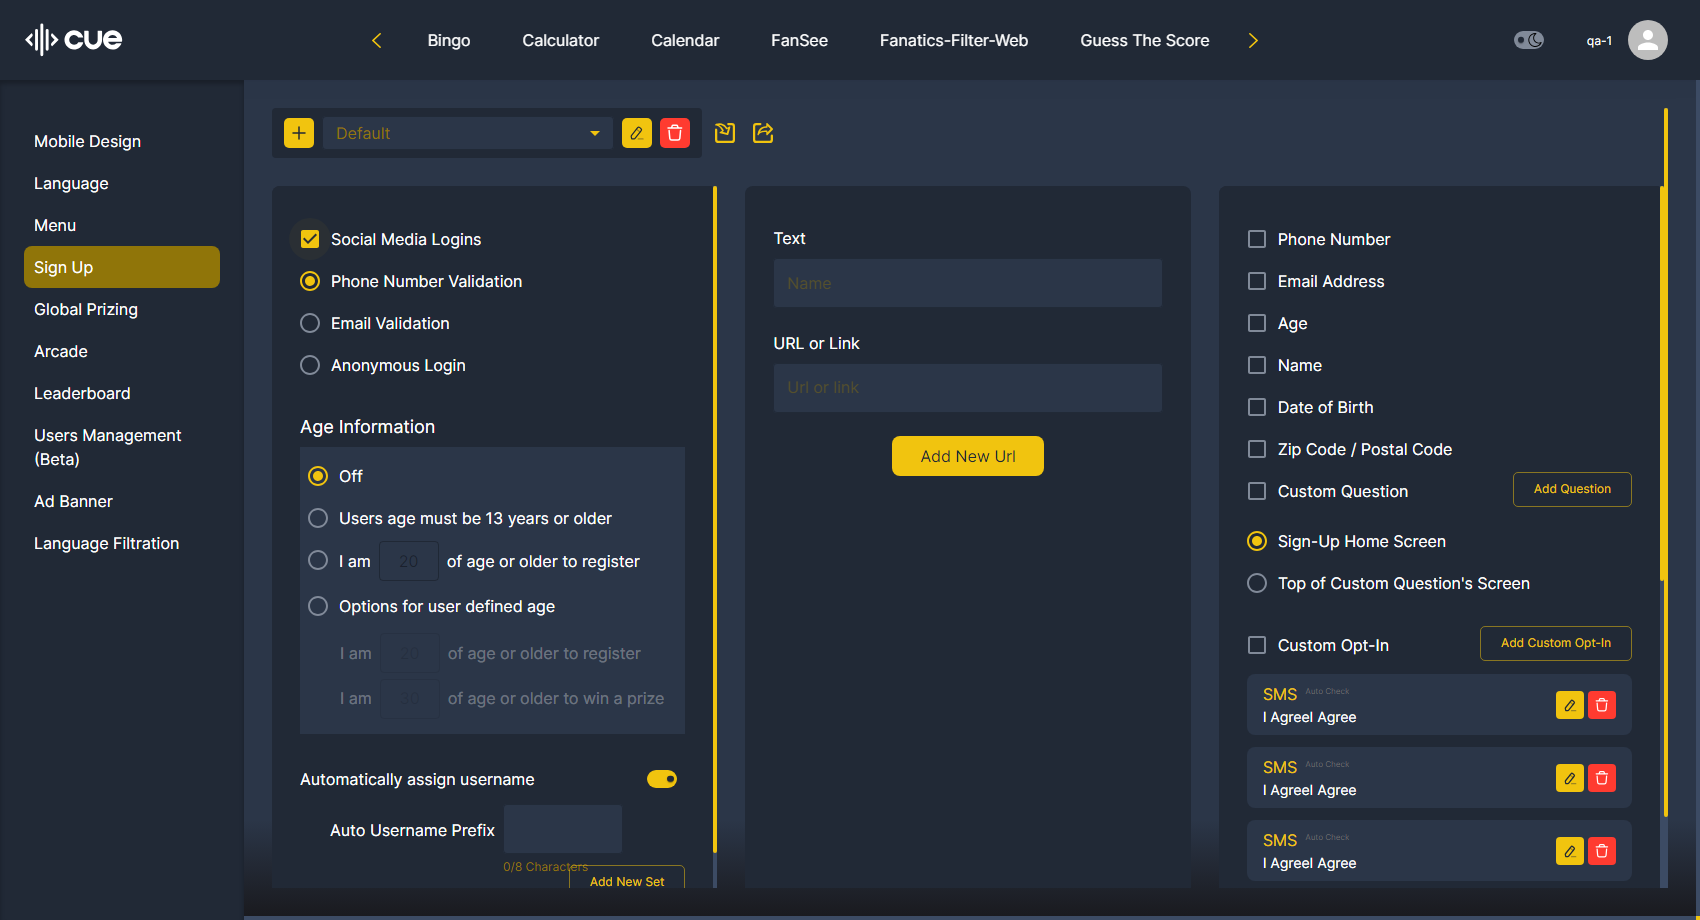 cue
Bingo
Calculator
Calendar
FanSee
Fanatics-Filter-Web
Guess The Score
qa-1
Mobile Design
Language
Menu
Sign Up
Global Prizing
Arcade
Leaderboard
Users Management
(Beta)
Ad Banner
Language Filtration
Default
Social Media Logins
Phone Number Validation
Email Validation
Anonymous Login
Age Information
Off
Users age must be 13 years or older
I am 20 of age or older to register
Options for user defined age
I am 20 of age or older to register
I am 30 of age or older to win a prize
Automatically assign username
Auto Username Prefix
0/8 Characters
Add New Set
Text
Name
URL or Link
Url or link
Add New Url
Phone Number
Email Address
Age
Name
Date of Birth
Zip Code / Postal Code
Custom Question
Add Question
Sign-Up Home Screen
Top of Custom Question's Screen
Custom Opt-In
Add Custom Opt-In
SMS Auto Check
I AgreeI Agree
SMS Auto Check
I AgreeI Agree
SMS Auto Check
I AgreeI Agree